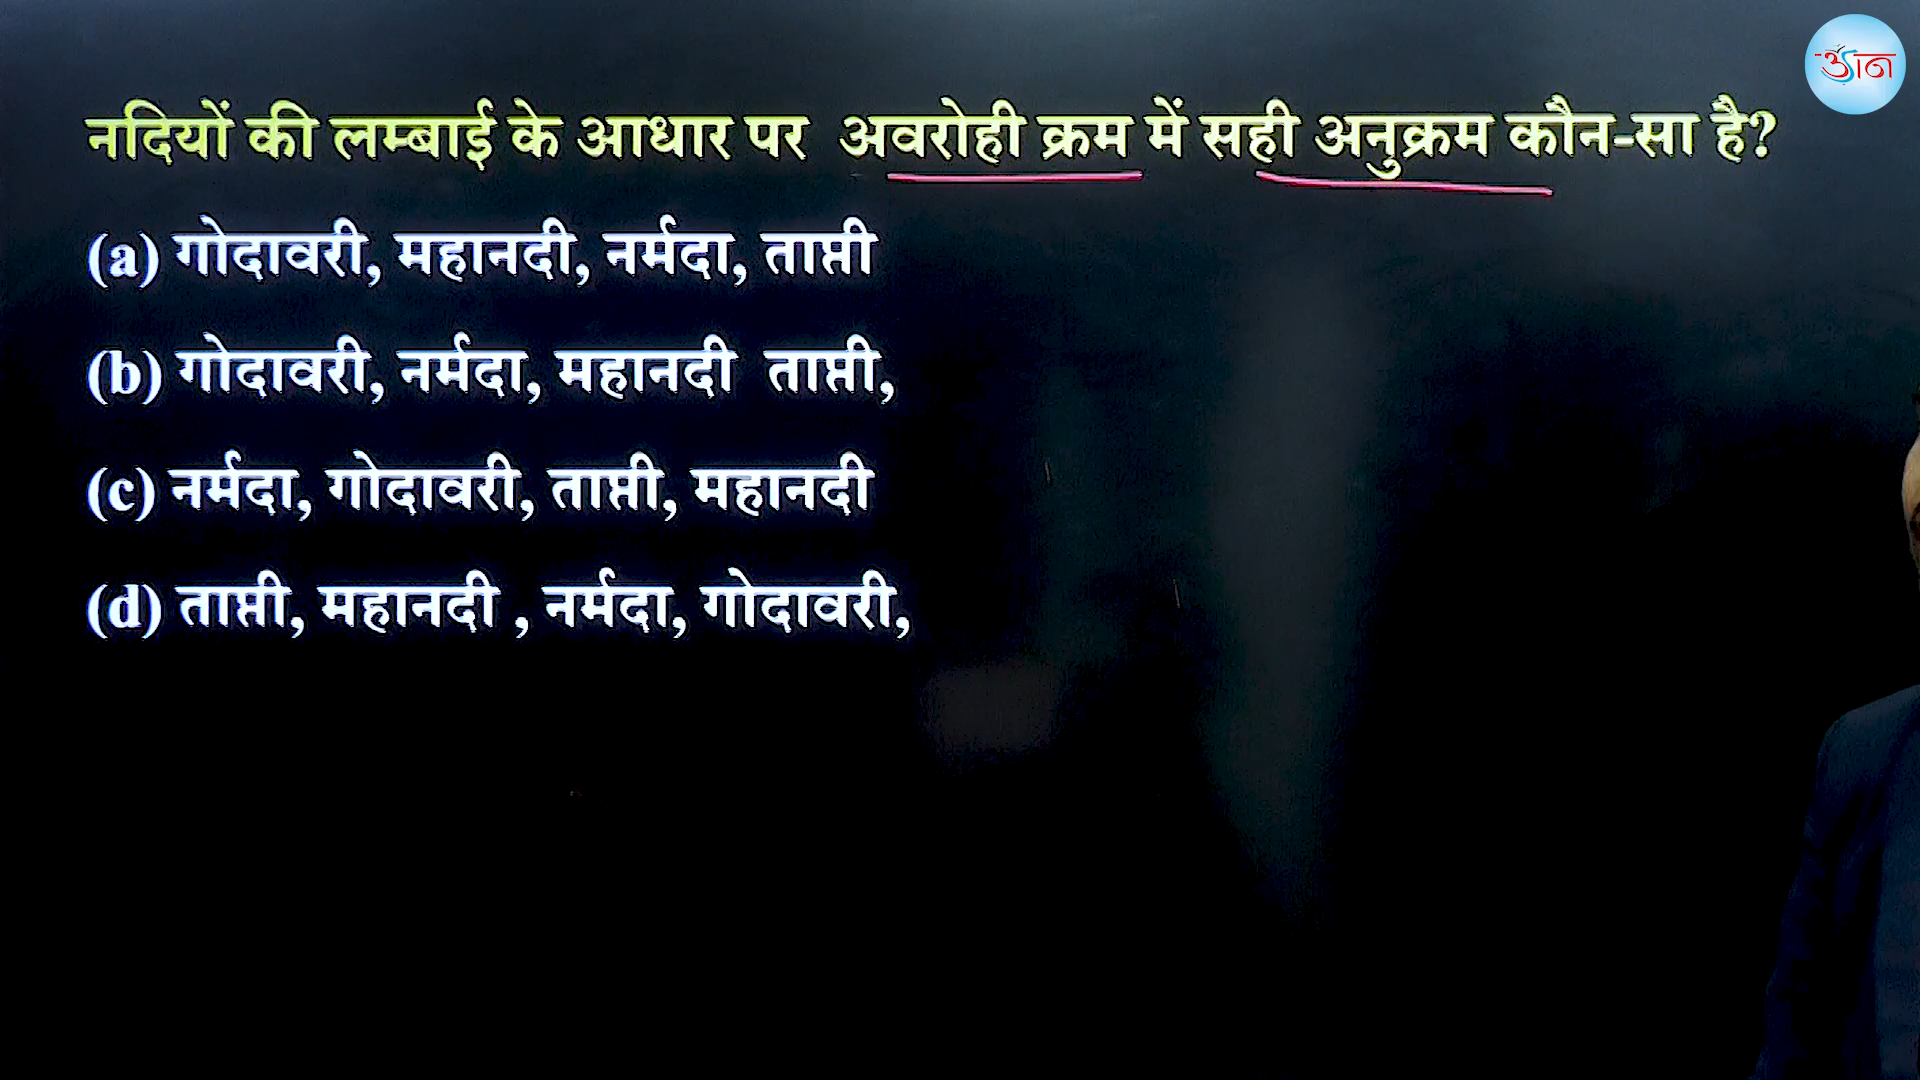 ज्ञान
नदियों की लम्बाई के आधार पर अवरोही क्रम में सही अनुक्रम कौन-सा है?
(a) गोदावरी, महानदी, नर्मदा, ताप्ती
(b) गोदावरी, नर्मदा, महानदी ताप्ती,
(c) नर्मदा, गोदावरी, ताप्ती, महानदी
(d) ताप्ती, महानदी , नर्मदा, गोदावरी,